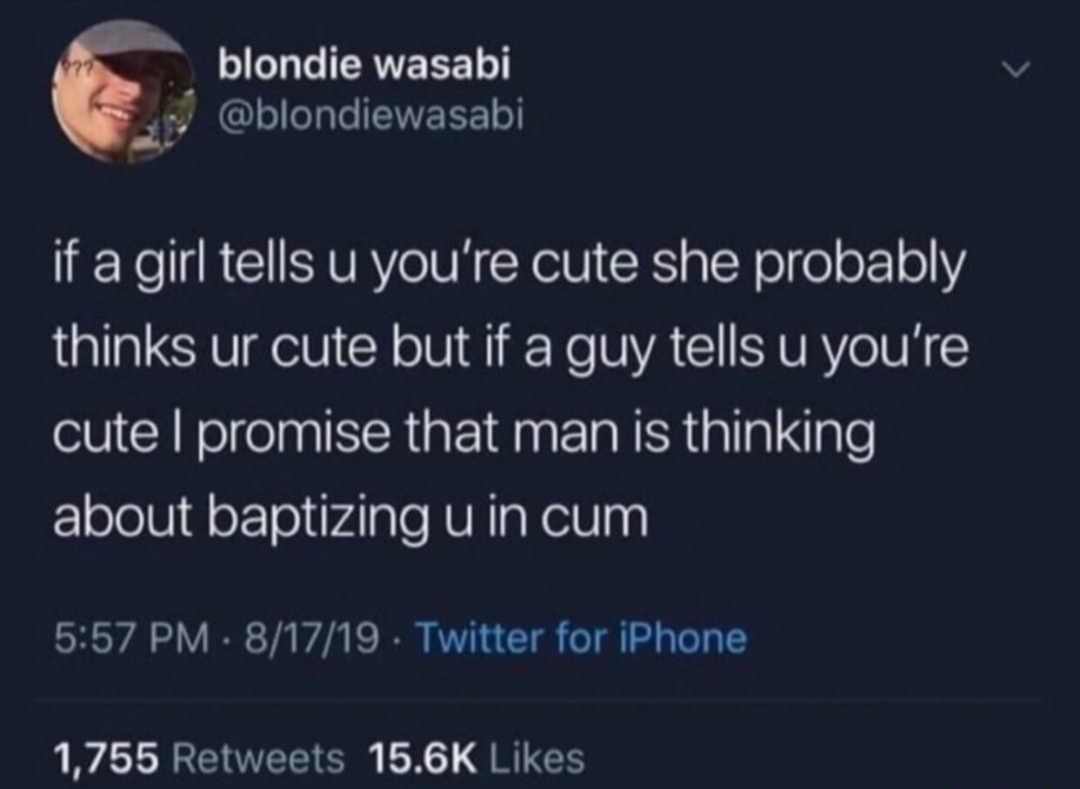 blondie wasabi
@blondiewasabi
if a girl tells u you're cute she probably
thinks ur cute but if a guy tells u you're
cute I promise that man is thinking
about baptizing u in cum
5:57 PM · 8/17/19 · Twitter for iPhone
1,755 Retweets 15.6K Likes